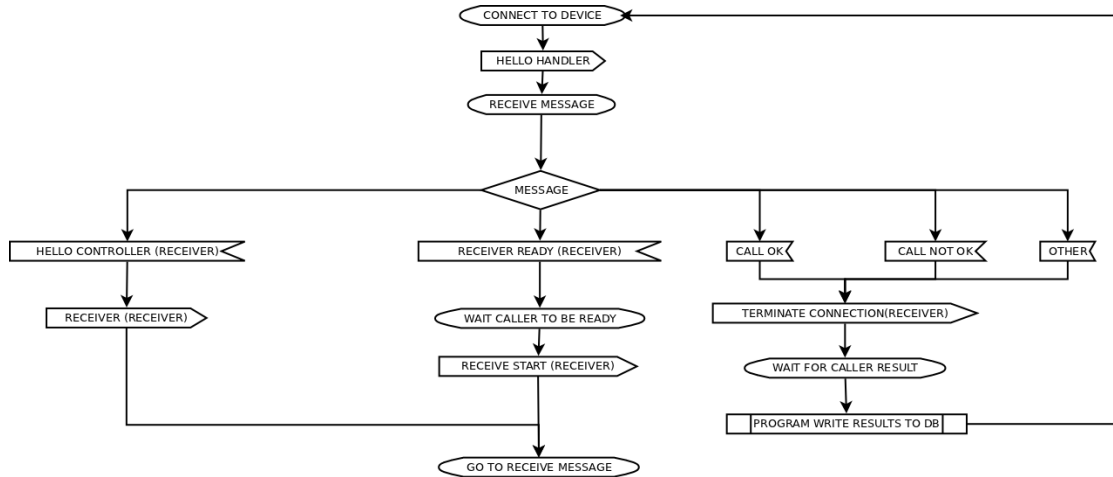 CONNECT TO DEVICE
HELLO HANDLER
RECEIVE MESSAGE
MESSAGE
HELLO CONTROLLER (RECEIVER)
RECEIVER READY (RECEIVER)
CALL OK
CALL NOT OK
OTHER
RECEIVER (RECEIVER)
WAIT CALLER TO BE READY
TERMINATE CONNECTION(RECEIVER)
RECEIVE START (RECEIVER)
WAIT FOR CALLER RESULT
PROGRAM WRITE RESULTS TO DB
GO TO RECEIVE MESSAGE